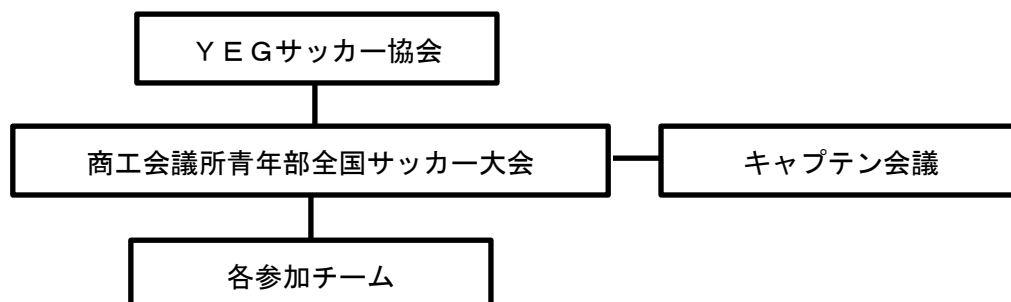 ＹＥＧサッカー協会
商工会議所青年部全国サッカー大会
キャプテン会議
各参加チーム